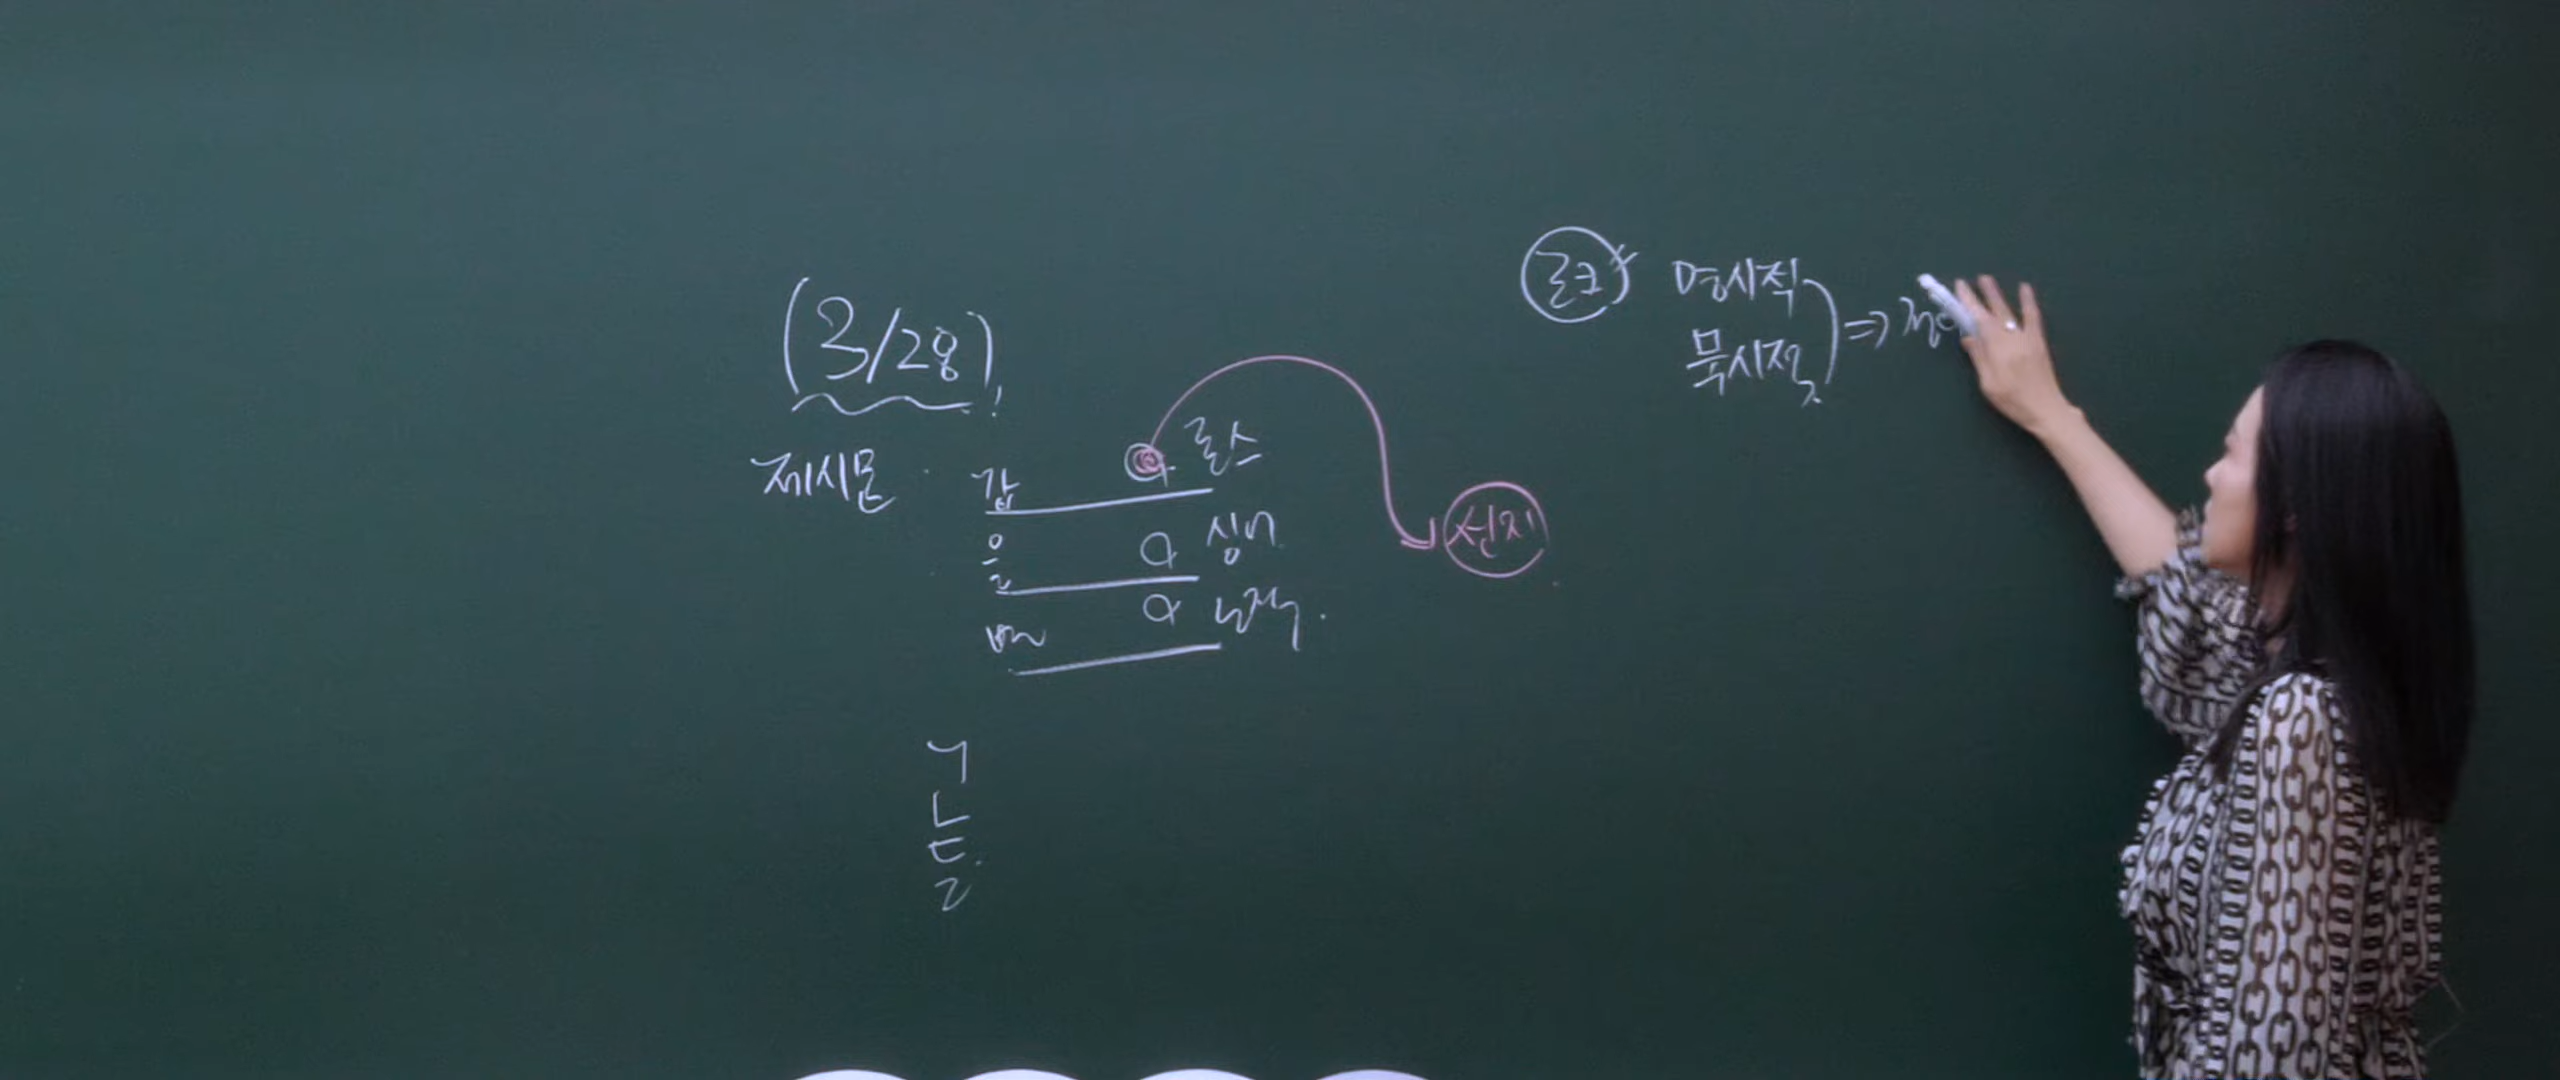 (3/28)!
제시문
갑 롤스
을 싱어
병 노직.
ㄱ
ㄴ
ㄷ.
ㄹ
선지
로크
명시적
묵시적 ⇒